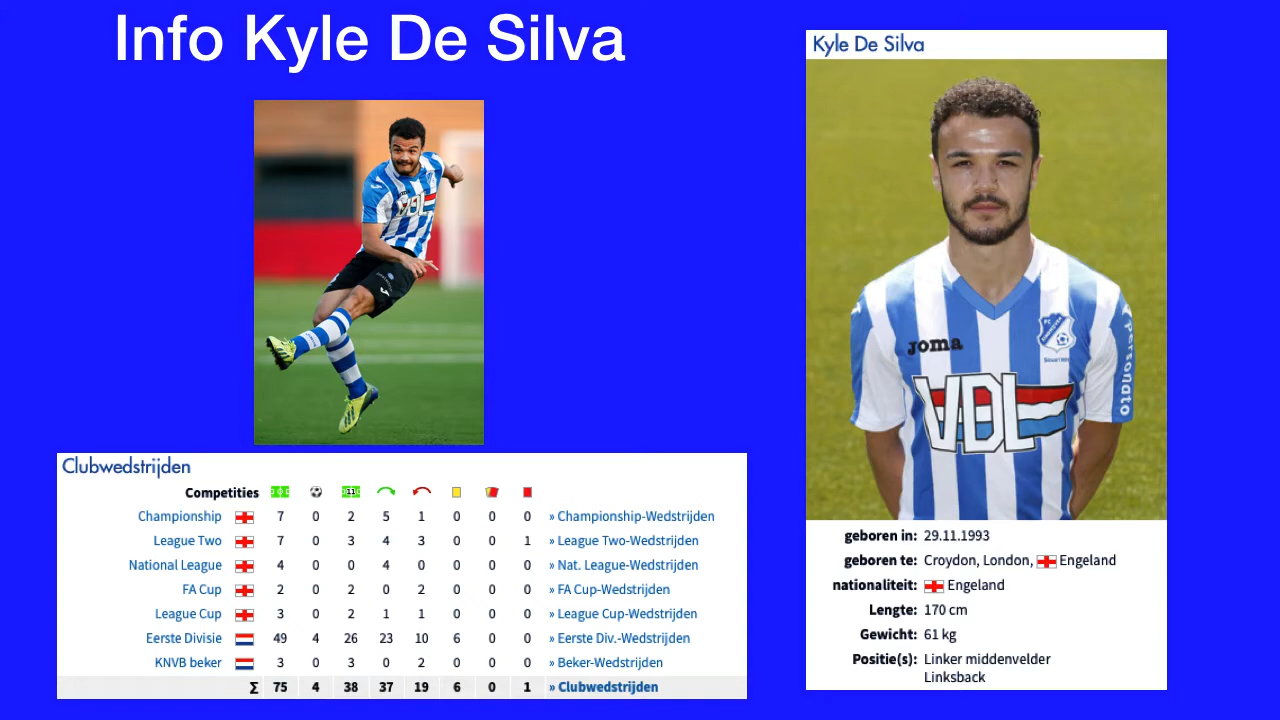 Info Kyle De Silva
Kyle De Silva
joma
VDL
personato
VDL
Clubwedstrijden
Competities 11
Championship 7 0 2 5 1 0 0 0 » Championship-Wedstrijden
League Two 7 0 3 4 3 0 0 1 » League Two-Wedstrijden
National League 4 0 0 4 0 0 0 0 » Nat. League-Wedstrijden
FA Cup 2 0 2 0 2 0 0 0 » FA Cup-Wedstrijden
League Cup 3 0 2 1 1 0 0 0 » League Cup-Wedstrijden
Eerste Divisie 49 4 26 23 10 6 0 0 » Eerste Div.-Wedstrijden
KNVB beker 3 0 3 0 2 0 0 0 » Beker-Wedstrijden
Σ 75 4 38 37 19 6 0 1 » Clubwedstrijden
geboren in: 29.11.1993
geboren te: Croydon, London, Engeland
nationaliteit: Engeland
Lengte: 170 cm
Gewicht: 61 kg
Positie(s): Linker middenvelder
Linksback